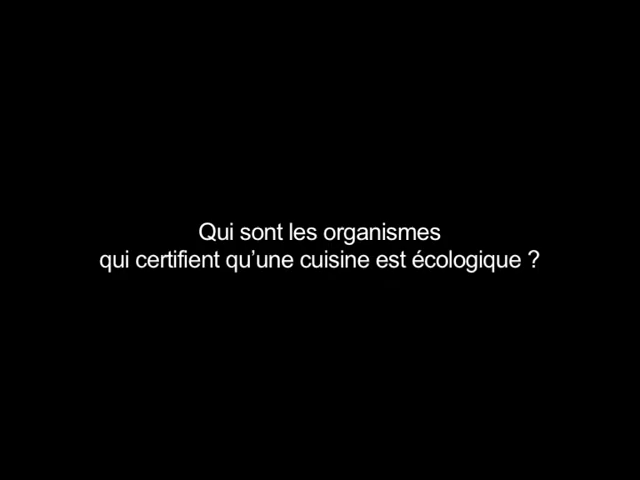 Qui sont les organismes
qui certifient qu’une cuisine est écologique ?